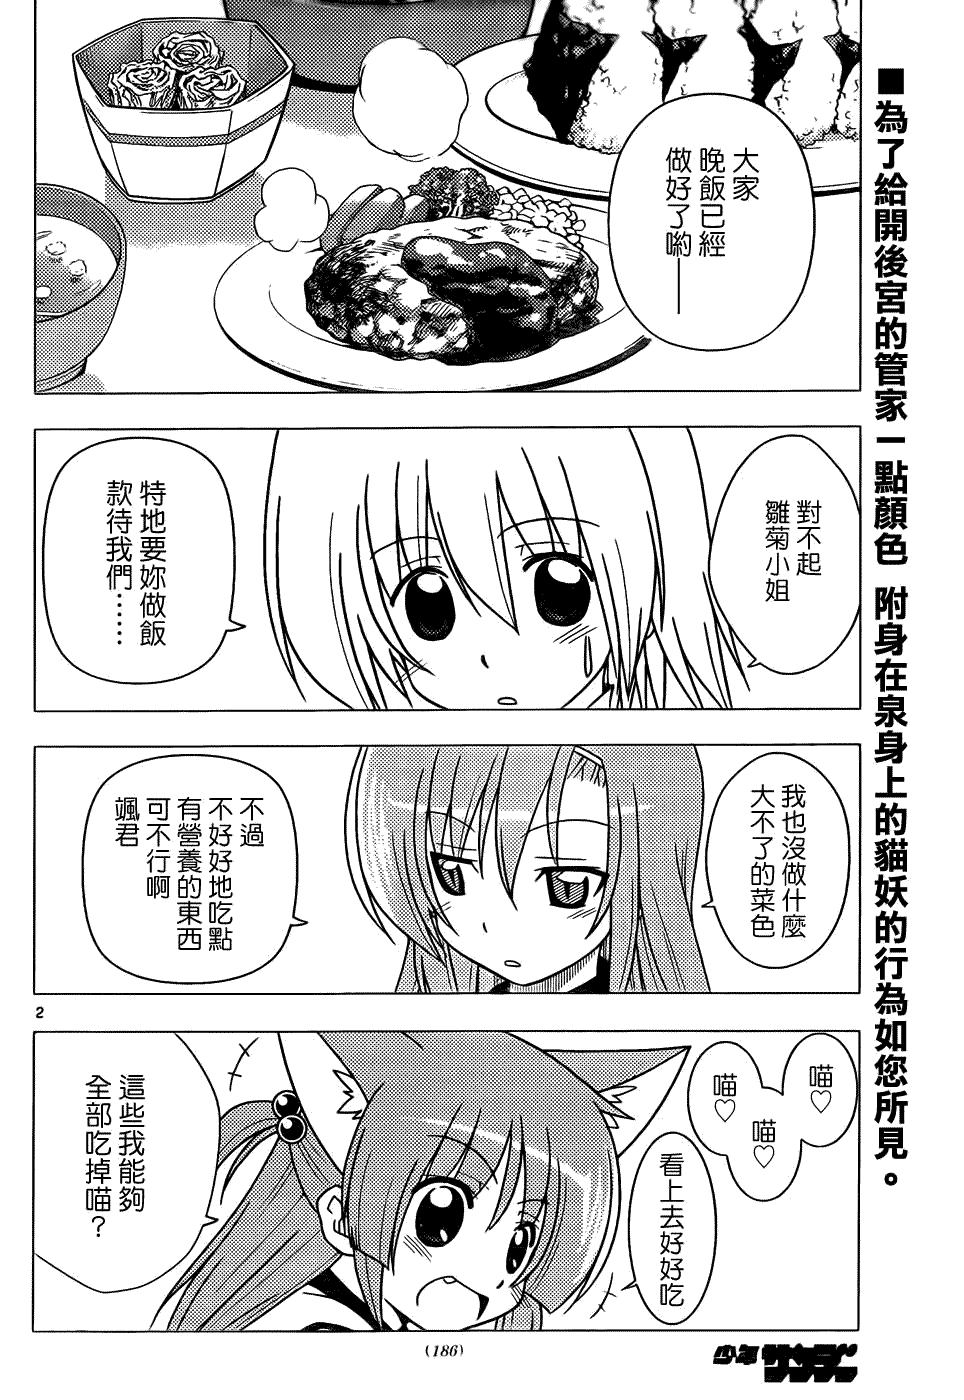 ■為了給開後宮的管家一點顏色 附身在泉身上的貓妖的行為如您所見。
大家
晚飯已經
做好了喲——
對不起
雛菊小姐
特地要妳做飯
款待我們……
我也沒做什麼
大不了的菜色
不過
不好好地吃點
有營養的東西
可不行啊
颯君
喵♡
喵♡
喵♡
看上去好好吃
這些我能夠
全部吃掉喵?
2
(186)
少年サンデー